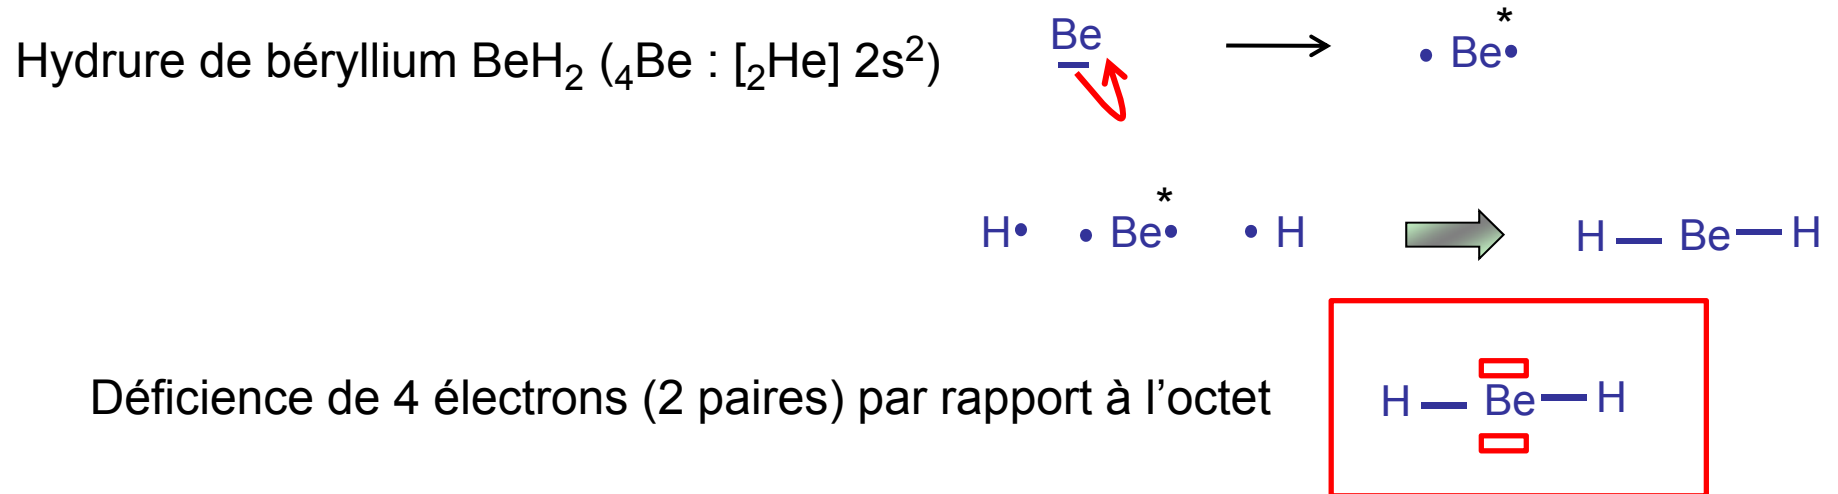 Hydrure de béryllium BeH₂ (₄Be : [₂He] 2s²) Be → • Be•*
H• • Be•* • H H — Be — H
Déficience de 4 électrons (2 paires) par rapport à l’octet H — Be — H